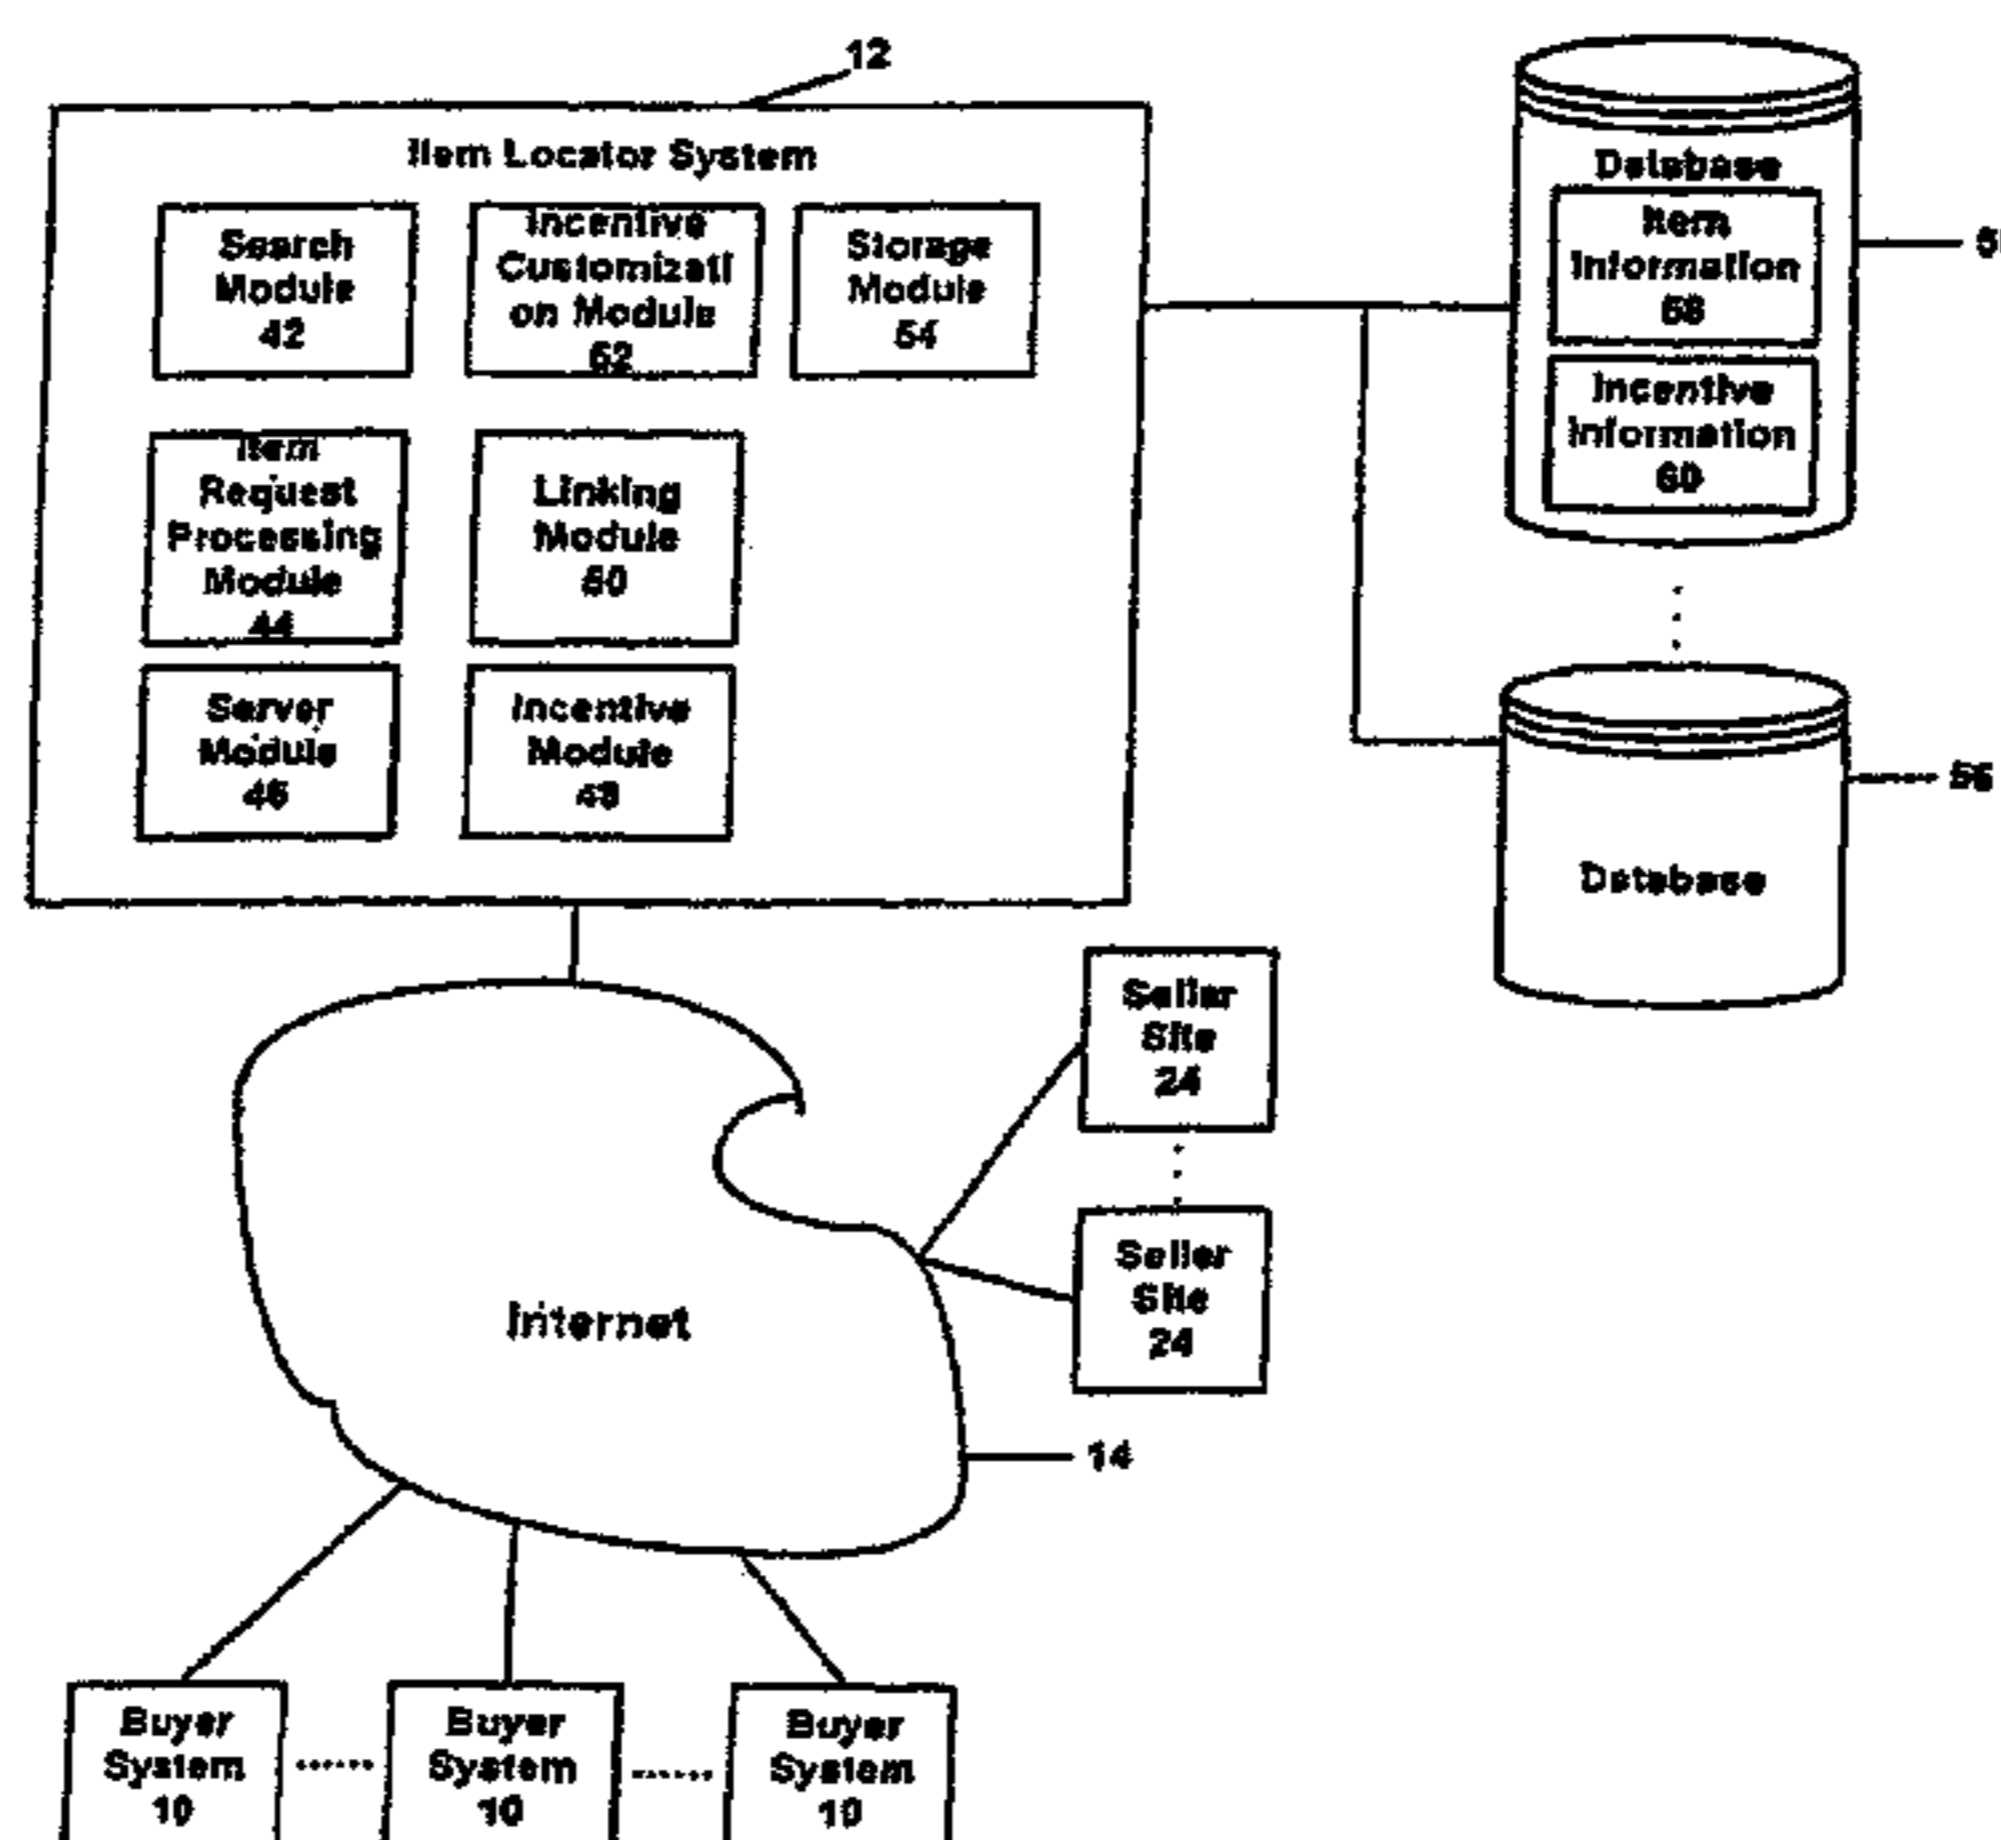 12
Item Locator System
Search
Module
42
Incentive
Customizati
on Module
52
Storage
Module
54
Item
Request
Processing
Module
44
Linking
Module
50
Server
Module
46
Incentive
Module
48
Database
Item
Information
58
Incentive
Information
60
Database
56
Seller
Site
24
Seller
Site
24
Internet
14
Buyer
System
10
Buyer
System
10
Buyer
System
10